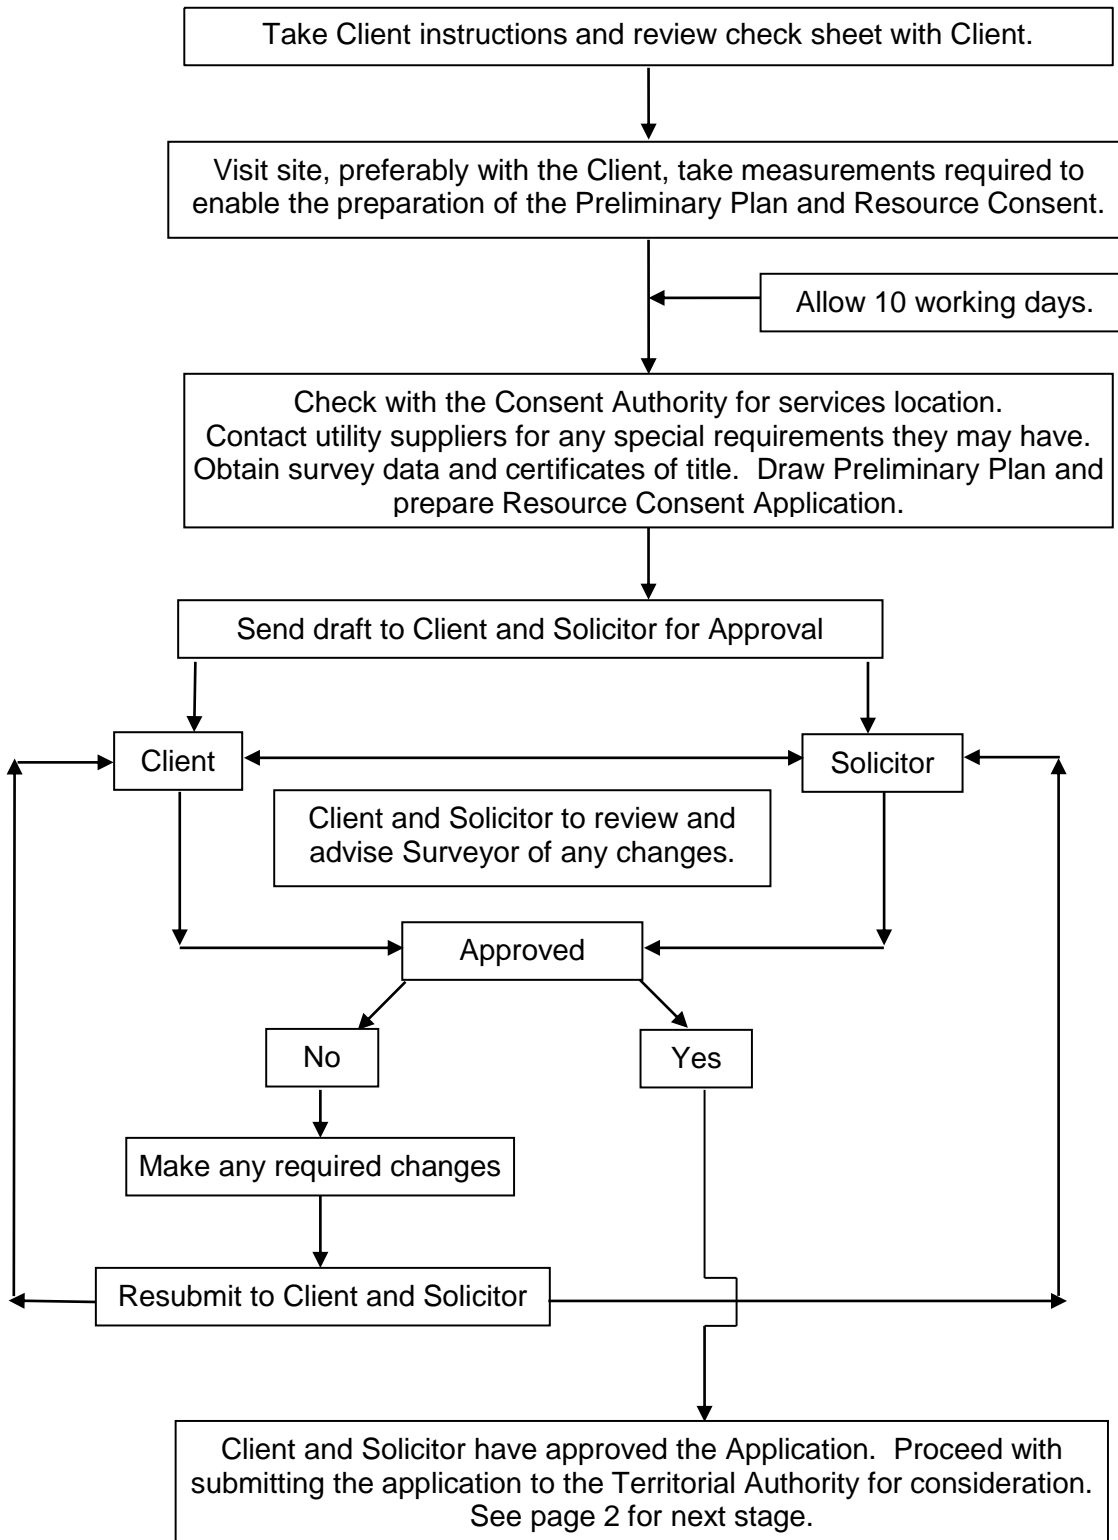 Take Client instructions and review check sheet with Client.
Visit site, preferably with the Client, take measurements required to
enable the preparation of the Preliminary Plan and Resource Consent.
Allow 10 working days.
Check with the Consent Authority for services location.
Contact utility suppliers for any special requirements they may have.
Obtain survey data and certificates of title.  Draw Preliminary Plan and
prepare Resource Consent Application.
Send draft to Client and Solicitor for Approval
Client
Solicitor
Client and Solicitor to review and
advise Surveyor of any changes.
Approved
No
Yes
Make any required changes
Resubmit to Client and Solicitor
Client and Solicitor have approved the Application.  Proceed with
submitting the application to the Territorial Authority for consideration.
See page 2 for next stage.